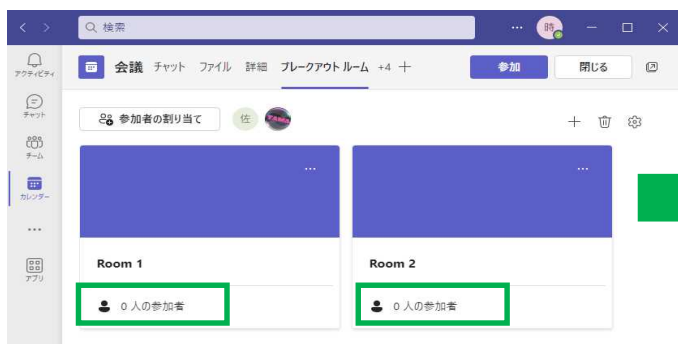 検索
時
アクティビティ
チャット
チーム
カレンダー
アプリ
会議 チャット ファイル 詳細 ブレークアウト ルーム +4
参加
閉じる
参加者の割り当て
佐
YAMA
Room 1
0 人の参加者
Room 2
0 人の参加者